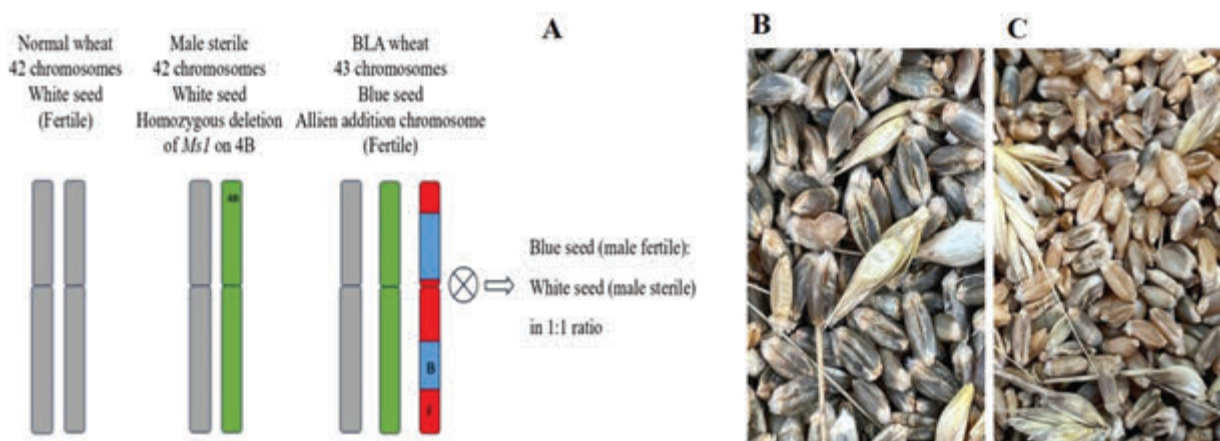 A
Normal wheat
42 chromosomes
White seed
(Fertile)
Male sterile
42 chromosomes
White seed
Homozygous deletion
of Ms1 on 4B
BLA wheat
43 chromosomes
Blue seed
Allien addition chromosome
(Fertile)
4B
B
f
Blue seed (male fertile):
White seed (male sterile)
in 1:1 ratio
B
C